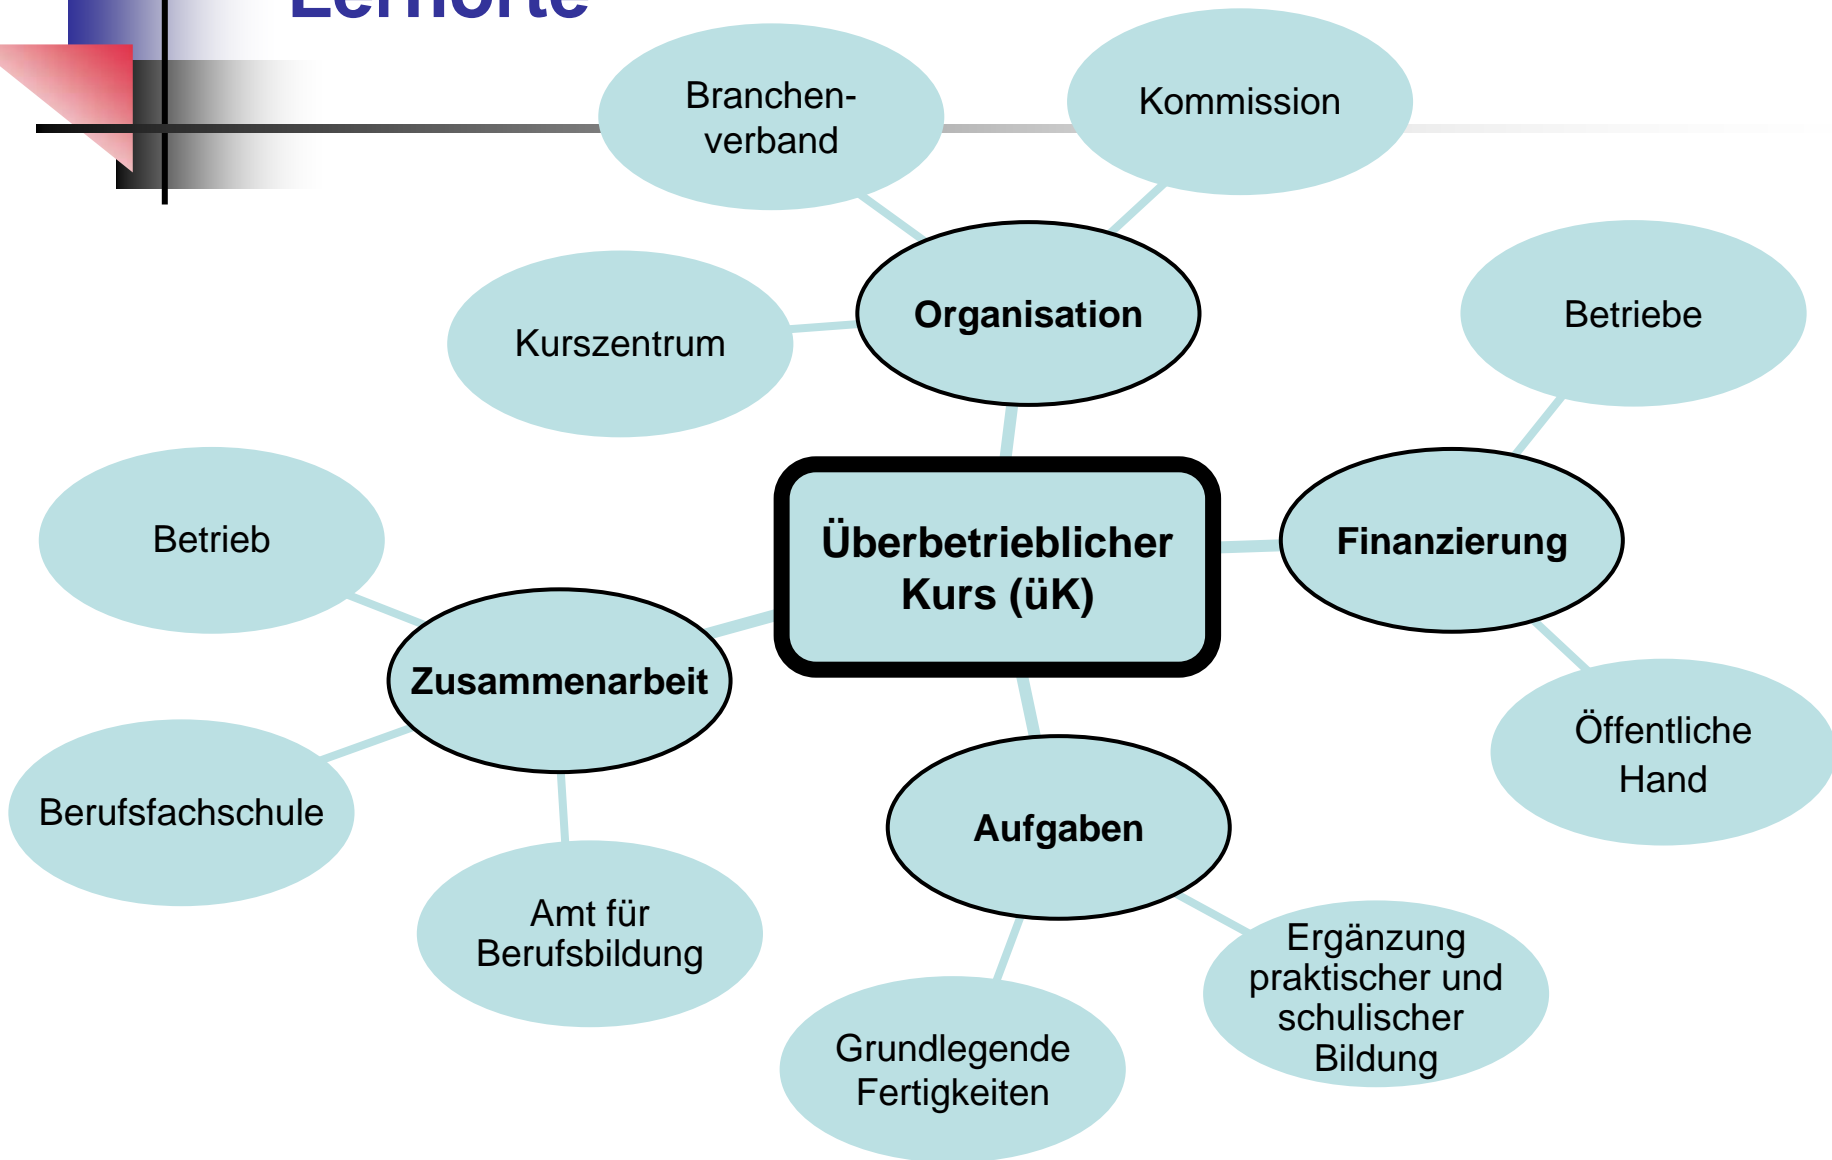 Lernorte
Branchen-
verband
Kommission
Organisation
Kurszentrum
Betriebe
Betrieb
Überbetrieblicher
Kurs (üK)
Finanzierung
Zusammenarbeit
Öffentliche
Hand
Berufsfachschule
Aufgaben
Amt für
Berufsbildung
Ergänzung
praktischer und
schulischer
Bildung
Grundlegende
Fertigkeiten